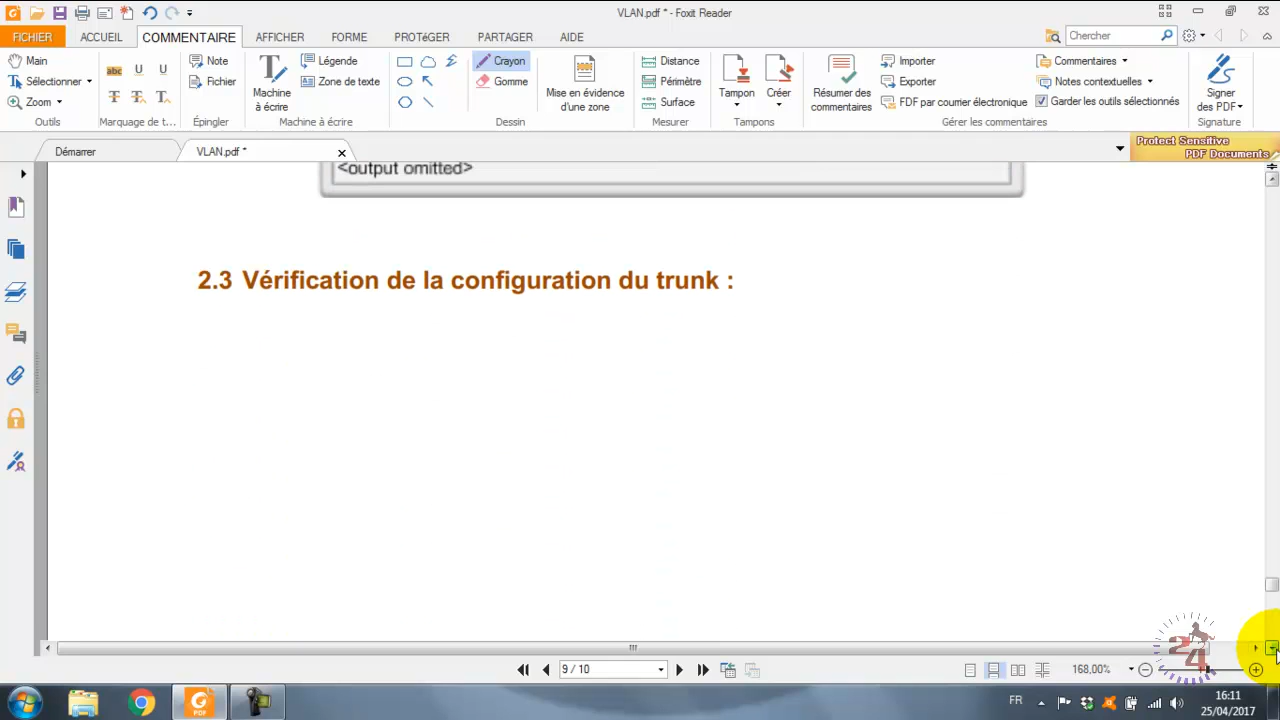 VLAN.pdf * - Foxit Reader
FICHIER
ACCUEIL
COMMENTAIRE
AFFICHER
FORME
PROTéGER
PARTAGER
AIDE
Chercher
Main
Sélectionner
Zoom
Outils
abc
U
U
T
T
T
Marquage de t...
Note
Fichier
Épingler
Machine
à écrire
Légende
Zone de texte
Machine à écrire
Crayon
Gomme
Dessin
Mise en évidence
d'une zone
Distance
Périmètre
Surface
Mesurer
Tampon
Créer
Tampons
Résumer des
commentaires
Importer
Exporter
FDF par courrier électronique
Commentaires
Notes contextuelles
Garder les outils sélectionnés
Gérer les commentaires
Signer
des PDF
Signature
Démarrer
VLAN.pdf *
Protect Sensitive
PDF Documents
<output omitted>
2.3 Vérification de la configuration du trunk :
24
9 / 10
168,00%
PDF
FR
16:11
25/04/2017